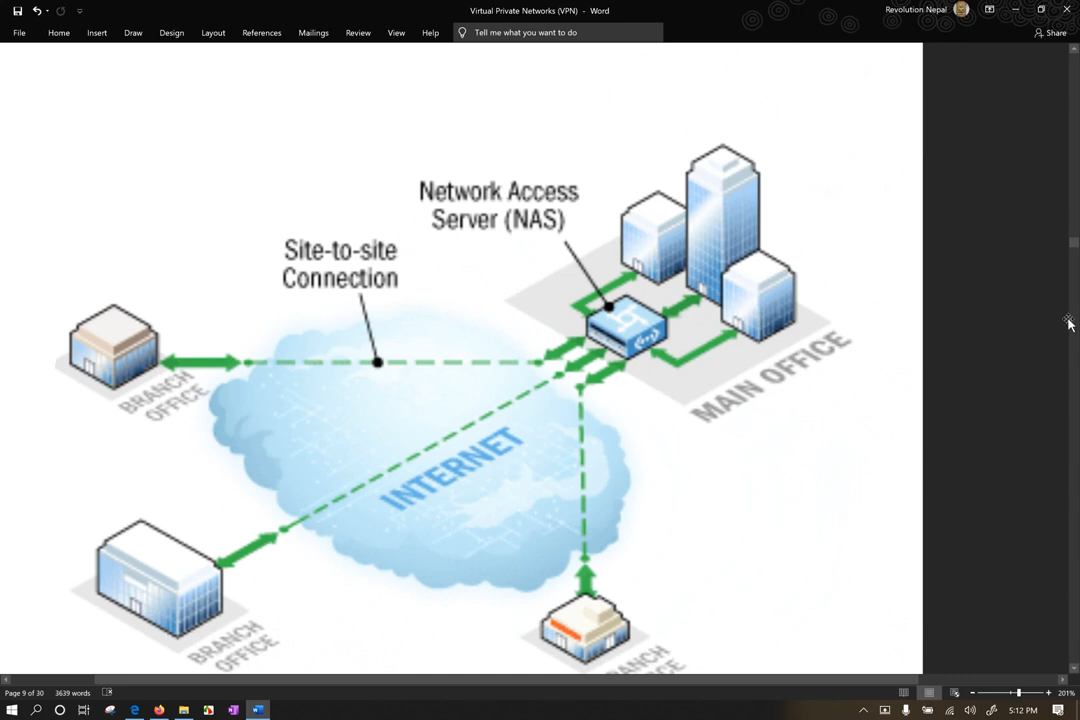 Virtual Private Networks (VPN) - Word
Revolution Nepal
File Home Insert Draw Design Layout References Mailings Review View Help Tell me what you want to do
Share
Network Access
Server (NAS)
Site-to-site
Connection
BRANCH
OFFICE
MAIN OFFICE
INTERNET
BRANCH
OFFICE
BRANCH
Page 9 of 30 3639 words
201%
5:12 PM